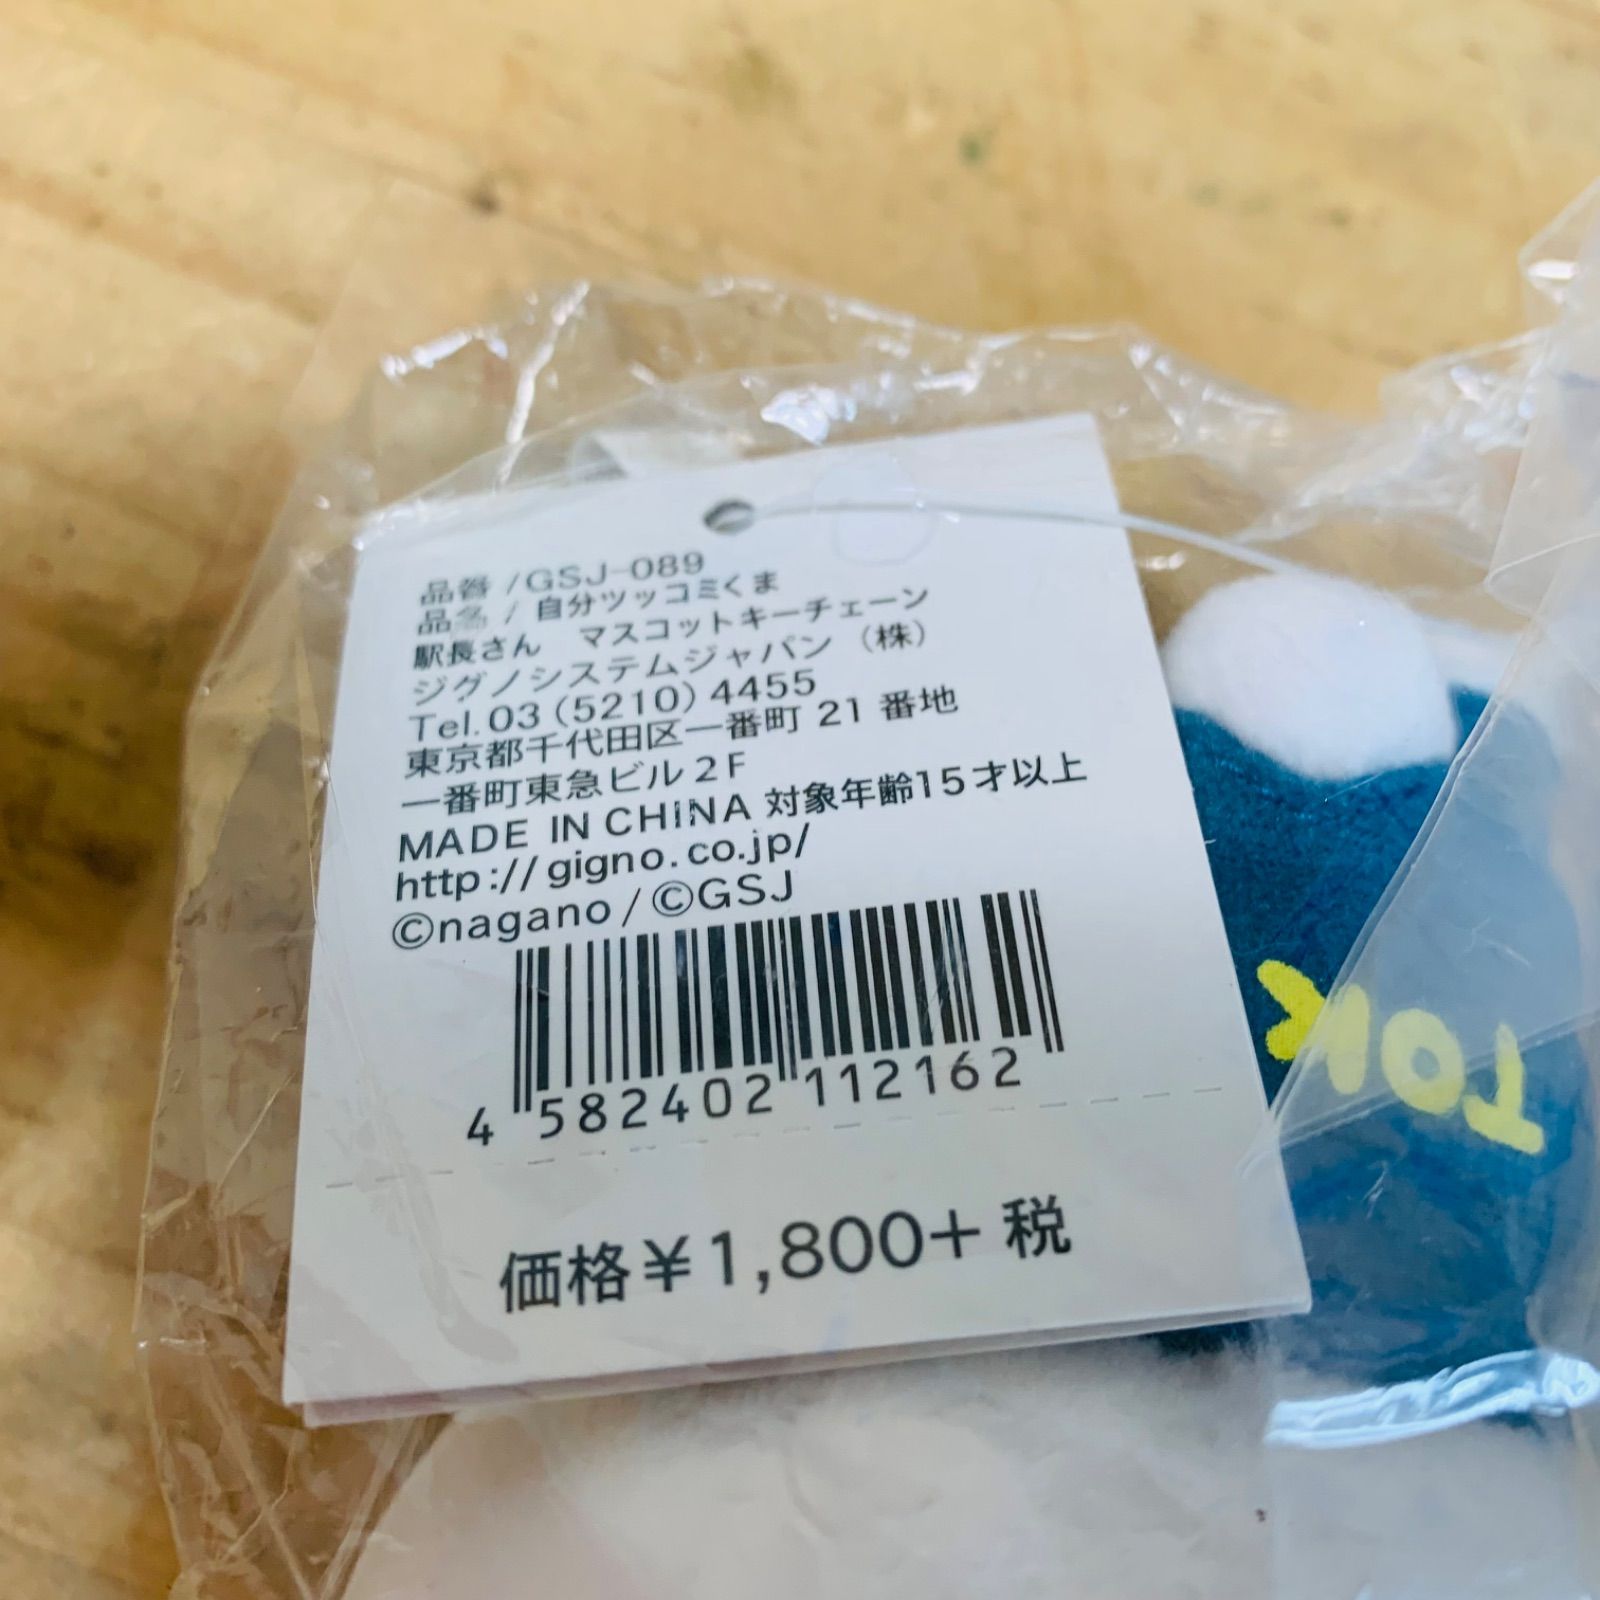 品番/GSJ-089
品名/自分ツッコミくま
駅長さん　マスコットキーチェーン
ジグノシステムジャパン（株）
Tel.03(5210)4455
東京都千代田区一番町21番地
一番町東急ビル2F
MADE IN CHINA 対象年齢15才以上
http://gigno.co.jp/
©nagano/©GSJ
4 582402 112162
価格¥1,800+税
TOK